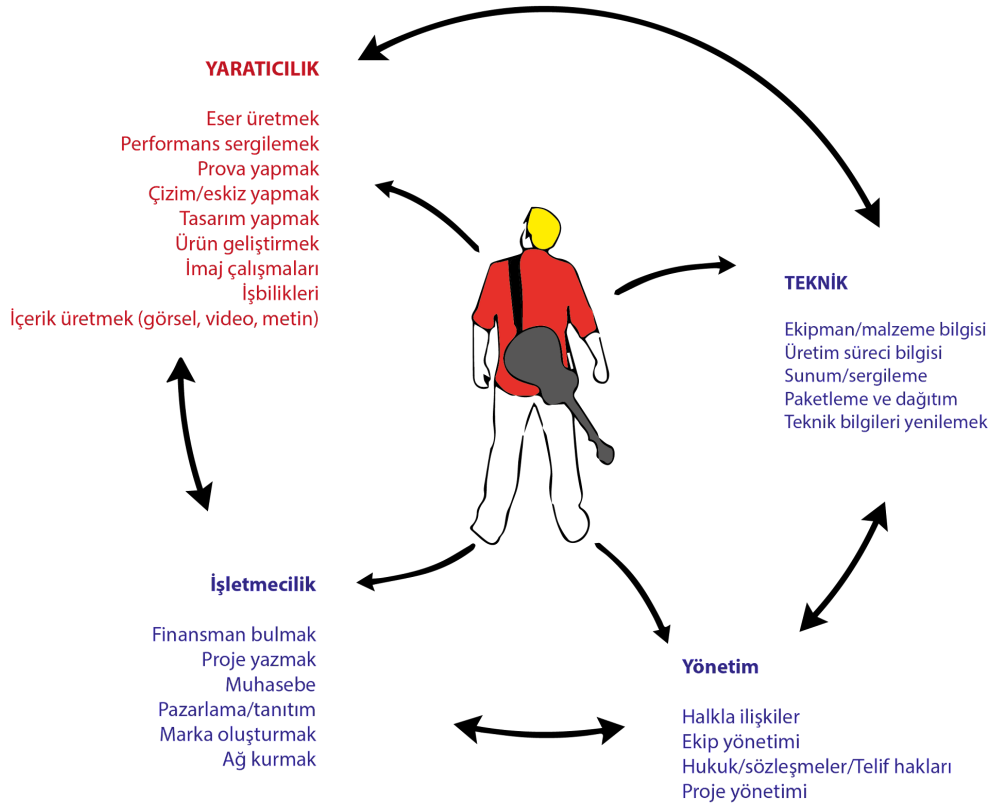 YARATICILIK
Eser üretmek
Performans sergilemek
Prova yapmak
Çizim/eskiz yapmak
Tasarım yapmak
Ürün geliştirmek
İmaj çalışmaları
İşbilikleri
İçerik üretmek (görsel, video, metin)
TEKNİK
Ekipman/malzeme bilgisi
Üretim süreci bilgisi
Sunum/sergileme
Paketleme ve dağıtım
Teknik bilgileri yenilemek
İşletmecilik
Finansman bulmak
Proje yazmak
Muhasebe
Pazarlama/tanıtım
Marka oluşturmak
Ağ kurmak
Yönetim
Halkla ilişkiler
Ekip yönetimi
Hukuk/sözleşmeler/Telif hakları
Proje yönetimi